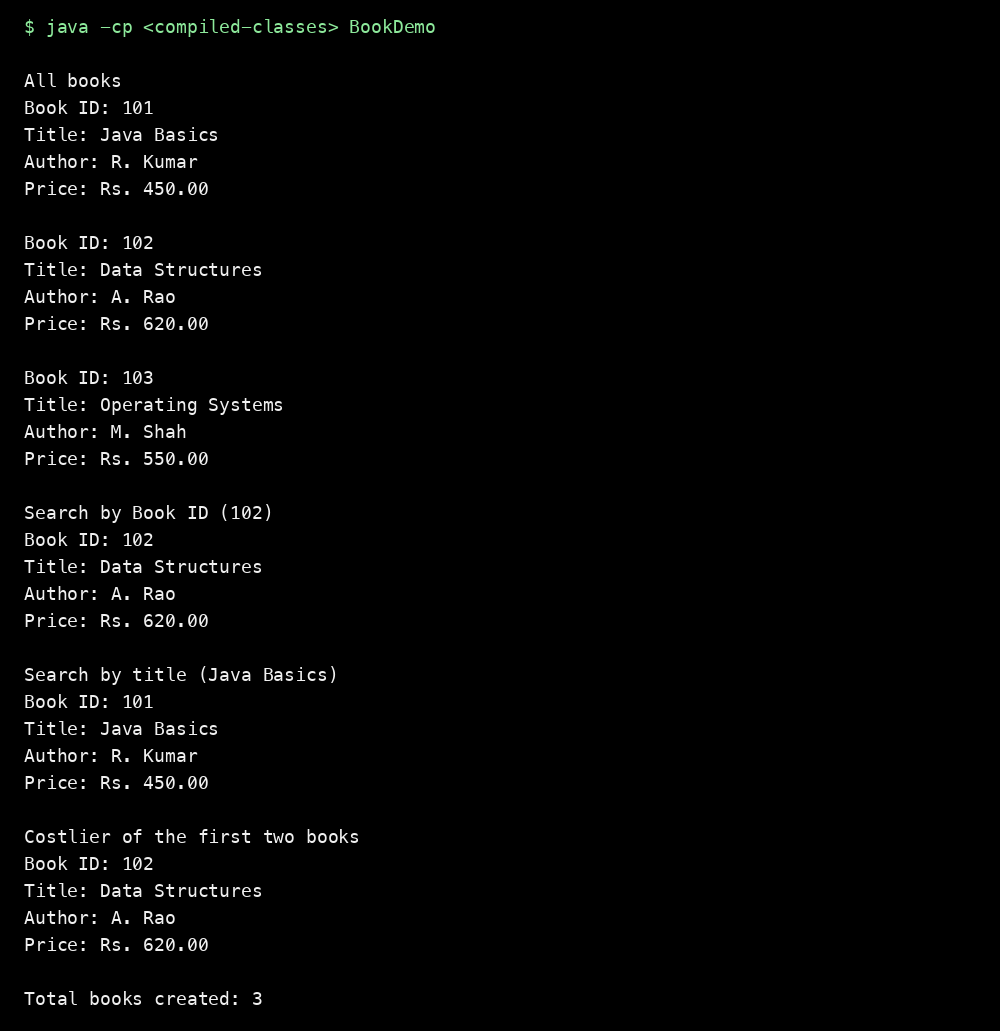 $ java -cp <compiled-classes> BookDemo
All books
Book ID: 101
Title: Java Basics
Author: R. Kumar
Price: Rs. 450.00
Book ID: 102
Title: Data Structures
Author: A. Rao
Price: Rs. 620.00
Book ID: 103
Title: Operating Systems
Author: M. Shah
Price: Rs. 550.00
Search by Book ID (102)
Book ID: 102
Title: Data Structures
Author: A. Rao
Price: Rs. 620.00
Search by title (Java Basics)
Book ID: 101
Title: Java Basics
Author: R. Kumar
Price: Rs. 450.00
Costlier of the first two books
Book ID: 102
Title: Data Structures
Author: A. Rao
Price: Rs. 620.00
Total books created: 3